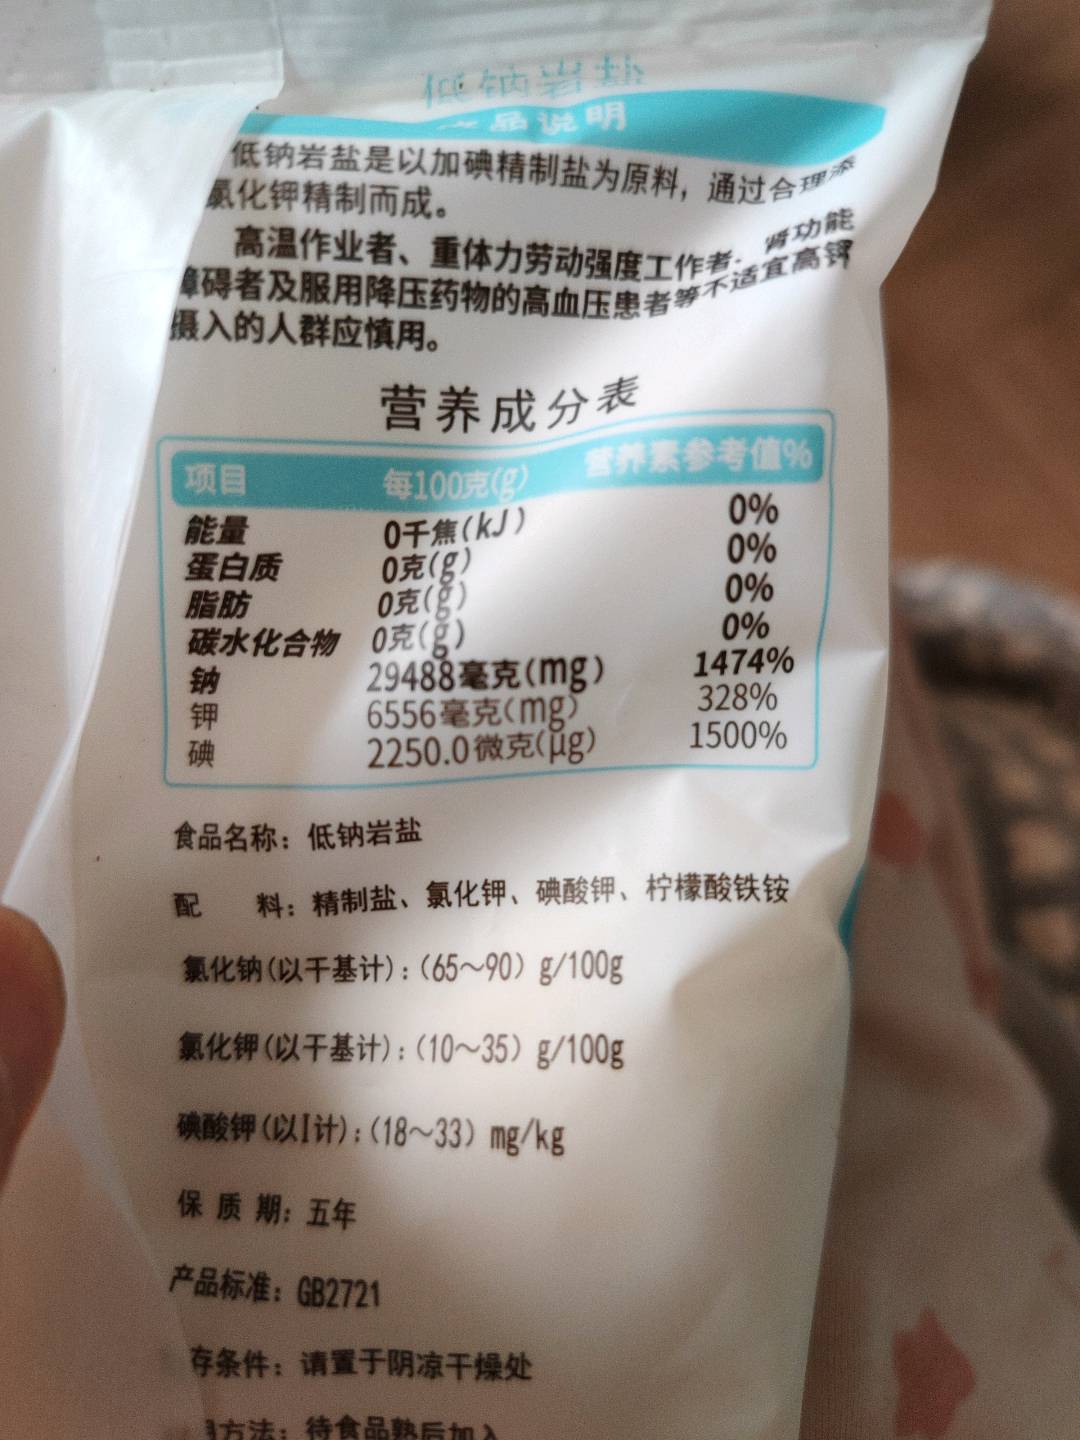 低钠岩盐
产品说明
低钠岩盐是以加碘精制盐为原料，通过合理添
氯化钾精制而成。
高温作业者、重体力劳动强度工作者、肾功能
障碍者及服用降压药物的高血压患者等不适宜高钾
摄入的人群应慎用。
营养成分表
项目 每100克(g) 营养素参考值%
能量 0千焦(kJ) 0%
蛋白质 0克(g) 0%
脂肪 0克(g) 0%
碳水化合物 0克(g) 0%
钠 29488毫克(mg) 1474%
钾 6556毫克(mg) 328%
碘 2250.0微克(μg) 1500%
食品名称：低钠岩盐
配 料：精制盐、氯化钾、碘酸钾、柠檬酸铁铵
氯化钠(以干基计)：(65～90) g/100g
氯化钾(以干基计)：(10～35) g/100g
碘酸钾(以I计)：(18～33) mg/kg
保 质 期：五年
产品标准：GB2721
存条件：请置于阴凉干燥处
方法：待食品熟后加入